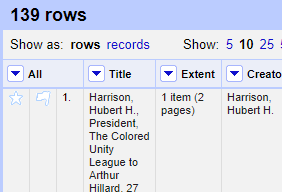 139 rows
Show as: rows records Show: 5 10 25
All Title Extent Creato
1. Harrison, 1 item (2 Harrison,
Hubert H., pages) Hubert H.
President,
The Colored
Unity
League to
Arthur
Hillard, 27